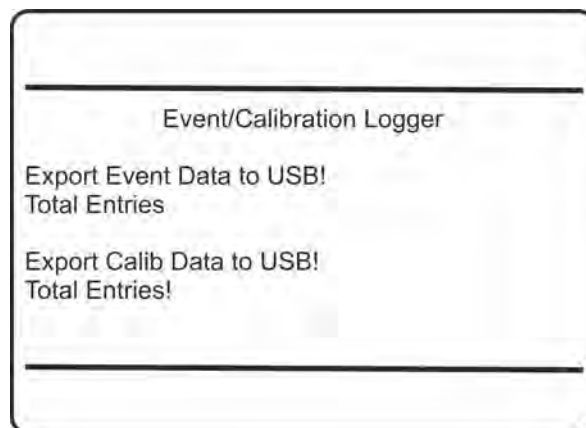 Event/Calibration Logger
Export Event Data to USB!
Total Entries
Export Calib Data to USB!
Total Entries!